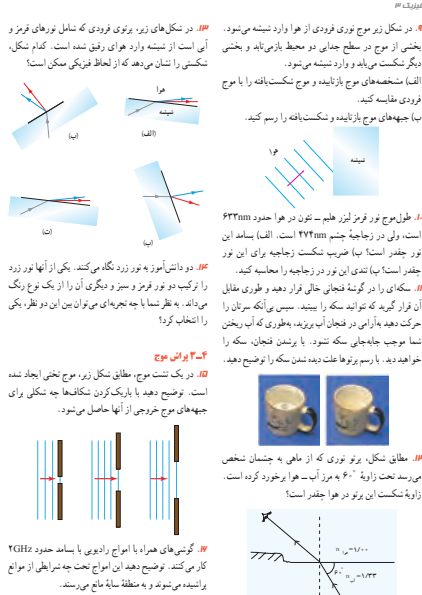 فیزیک ۳
۹. در شکل زیر موج نوری فرودی از هوا وارد شیشه می‌شود.
بخشی از موج در سطح جدایی دو محیط بازمی‌تابد و بخشی
دیگر شکست می‌یابد و وارد شیشه می‌شود.
الف) مشخصه‌های موج بازتابیده و موج شکست‌یافته را با موج
فرودی مقایسه کنید.
ب) جبهه‌های موج بازتابیده و شکست‌یافته را رسم کنید.
هوا
شیشه
۱۰. طول‌موج نور قرمز لیزر هلیم ــ نئون در هوا حدود ۶۳۳nm
است، ولی در زجاجیهٔ چشم ۴۷۴nm است. الف) بسامد این
نور چقدر است؟ ب) ضریب شکست زجاجیه برای این نور
چقدر است؟ پ) تندی این نور در زجاجیه را محاسبه کنید.
۱۱. سکه‌ای را در گوشهٔ فنجانی خالی قرار دهید و طوری مقابل
آن قرار گیرید که نتوانید سکه را ببینید. سپس بی‌آنکه سرتان را
حرکت دهید به‌آرامی در فنجان آب بریزید، به‌طوری که آب ریختن
شما موجب جابه‌جایی سکه نشود. با پرشدن فنجان، سکه را
خواهید دید. با رسم پرتوها علت دیده شدن سکه را توضیح دهید.
۱۲. مطابق شکل، پرتو نوری که از ماهی به چشمان شخص
می‌رسد تحت زاویهٔ ۶۰° به مرز آب ــ هوا برخورد کرده است.
زاویهٔ شکست این پرتو در هوا چقدر است؟
n هوا =۱/۰۰
۶۰°
n آب =۱/۳۳
۱۳. در شکل‌های زیر، پرتوی فرودی که شامل نورهای قرمز و
آبی است از شیشه وارد هوای رقیق شده است. کدام شکل،
شکستی را نشان می‌دهد که از لحاظ فیزیکی ممکن است؟
هوا
شیشه
(الف)
(ب)
(پ)
(ت)
۱۴. دو دانش‌آموز به نور زرد نگاه می‌کنند. یکی از آنها نور زرد
را ترکیب دو نور قرمز و سبز و دیگری آن را از یک نوع رنگ
می‌داند. به نظر شما با چه تجربه‌ای می‌توان بین این دو نظر، یکی
را انتخاب کرد؟
۳ــ۴ پراش موج
۱۵. در یک تشت موج، مطابق شکل زیر، موج تختی ایجاد شده
است. توضیح دهید با باریک‌کردن شکاف‌ها چه شکلی برای
جبهه‌های موج خروجی از آنها حاصل می‌شود.
۱۶. گوشی‌های همراه با امواج رادیویی با بسامد حدود ۲GHz
کار می‌کنند. توضیح دهید این امواج تحت چه شرایطی از موانع
پراشیده می‌شوند و به منطقهٔ سایهٔ مانع می‌رسند.